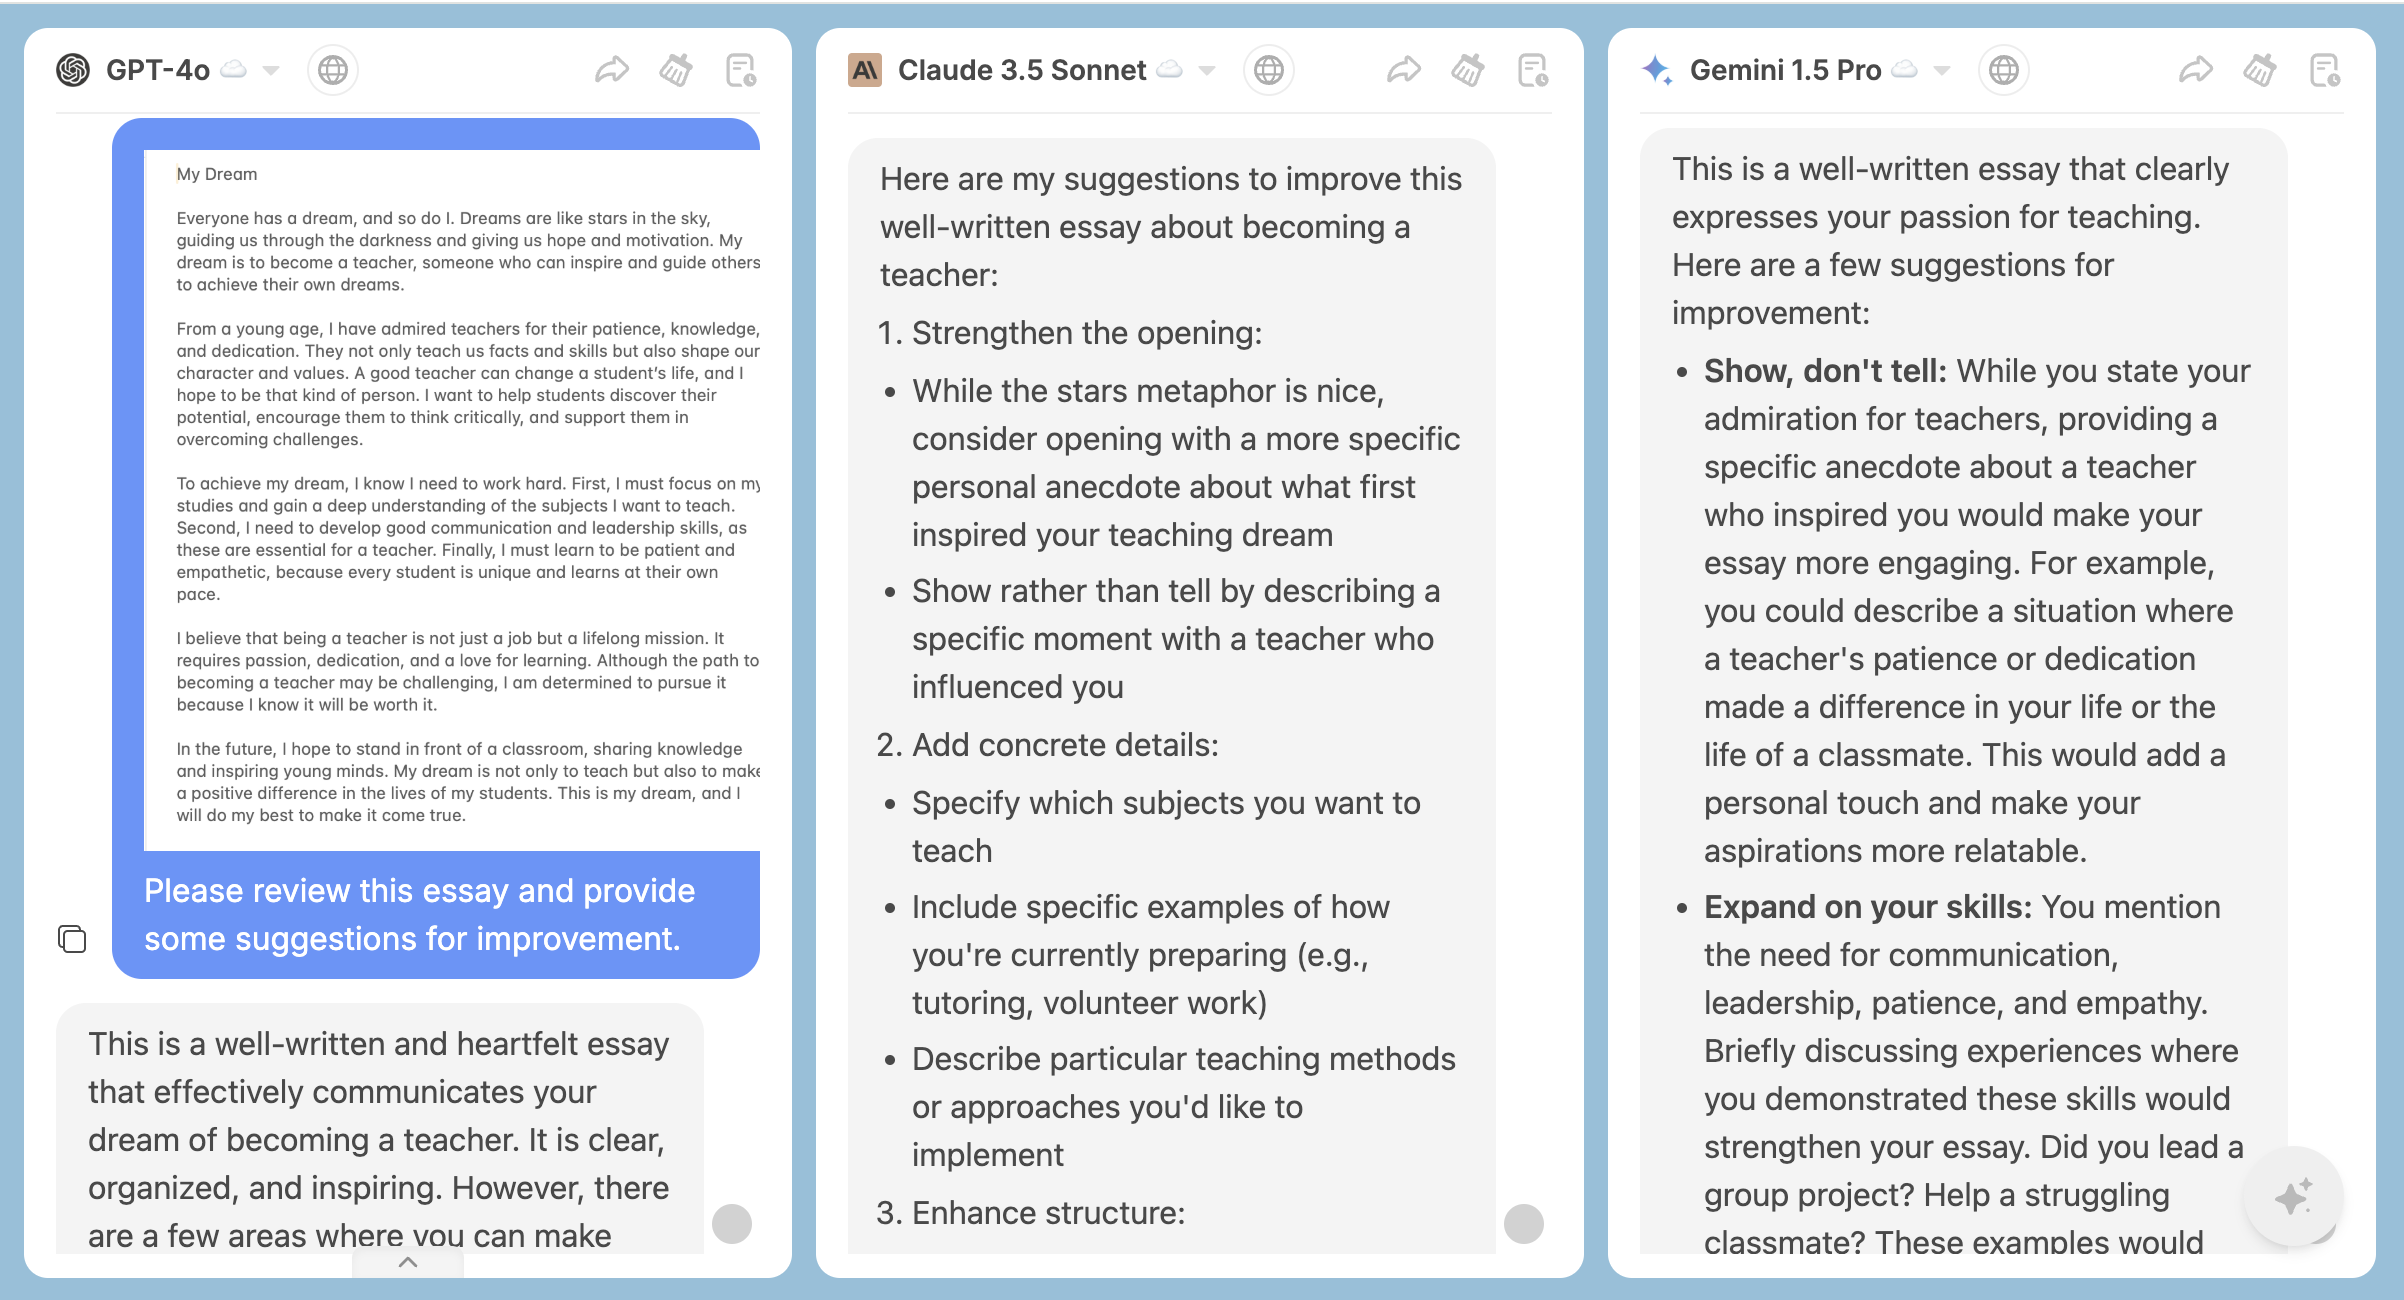 GPT-4o
My Dream
Everyone has a dream, and so do I. Dreams are like stars in the sky,
guiding us through the darkness and giving us hope and motivation. My
dream is to become a teacher, someone who can inspire and guide others
to achieve their own dreams.
From a young age, I have admired teachers for their patience, knowledge,
and dedication. They not only teach us facts and skills but also shape our
character and values. A good teacher can change a student’s life, and I
hope to be that kind of person. I want to help students discover their
potential, encourage them to think critically, and support them in
overcoming challenges.
To achieve my dream, I know I need to work hard. First, I must focus on my
studies and gain a deep understanding of the subjects I want to teach.
Second, I need to develop good communication and leadership skills, as
these are essential for a teacher. Finally, I must learn to be patient and
empathetic, because every student is unique and learns at their own
pace.
I believe that being a teacher is not just a job but a lifelong mission. It
requires passion, dedication, and a love for learning. Although the path to
becoming a teacher may be challenging, I am determined to pursue it
because I know it will be worth it.
In the future, I hope to stand in front of a classroom, sharing knowledge
and inspiring young minds. My dream is not only to teach but also to make
a positive difference in the lives of my students. This is my dream, and I
will do my best to make it come true.
Please review this essay and provide
some suggestions for improvement.
This is a well-written and heartfelt essay
that effectively communicates your
dream of becoming a teacher. It is clear,
organized, and inspiring. However, there
are a few areas where you can make
Claude 3.5 Sonnet
Here are my suggestions to improve this
well-written essay about becoming a
teacher:
1. Strengthen the opening:
• While the stars metaphor is nice,
consider opening with a more specific
personal anecdote about what first
inspired your teaching dream
• Show rather than tell by describing a
specific moment with a teacher who
influenced you
2. Add concrete details:
• Specify which subjects you want to
teach
• Include specific examples of how
you're currently preparing (e.g.,
tutoring, volunteer work)
• Describe particular teaching methods
or approaches you'd like to
implement
3. Enhance structure:
Gemini 1.5 Pro
This is a well-written essay that clearly
expresses your passion for teaching.
Here are a few suggestions for
improvement:
• Show, don't tell: While you state your
admiration for teachers, providing a
specific anecdote about a teacher
who inspired you would make your
essay more engaging. For example,
you could describe a situation where
a teacher's patience or dedication
made a difference in your life or the
life of a classmate. This would add a
personal touch and make your
aspirations more relatable.
• Expand on your skills: You mention
the need for communication,
leadership, patience, and empathy.
Briefly discussing experiences where
you demonstrated these skills would
strengthen your essay. Did you lead a
group project? Help a struggling
classmate? These examples would